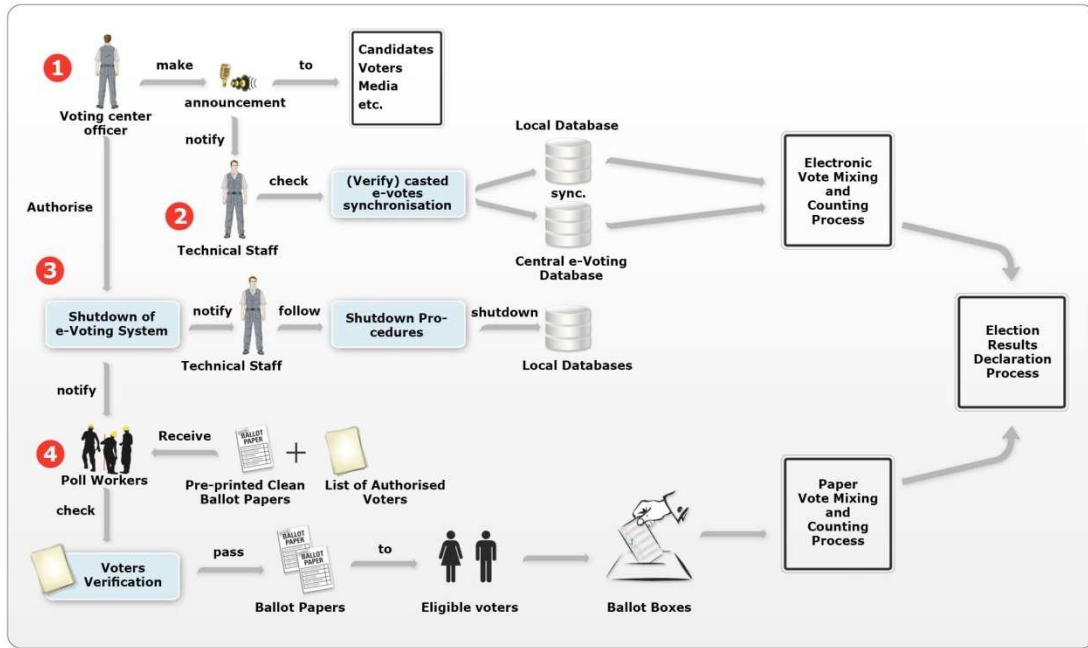 1
Voting center
officer
make
announcement
to
Candidates
Voters
Media
etc.
notify
Authorise
2
Technical Staff
check
(Verify) casted
e-votes
synchronisation
Local Database
sync.
Central e-Voting
Database
Electronic
Vote Mixing
and
Counting
Process
3
Shutdown of
e-Voting System
notify
Technical Staff
follow
Shutdown Pro-
cedures
shutdown
Local Databases
Election
Results
Declaration
Process
notify
4
Poll Workers
Receive
BALLOT
PAPER
Pre-printed Clean
Ballot Papers
+
List of Authorised
Voters
check
Voters
Verification
pass
BALLOT
PAPER
BALLOT
PAPER
Ballot Papers
to
Eligible voters
Ballot Boxes
Paper
Vote Mixing
and
Counting
Process